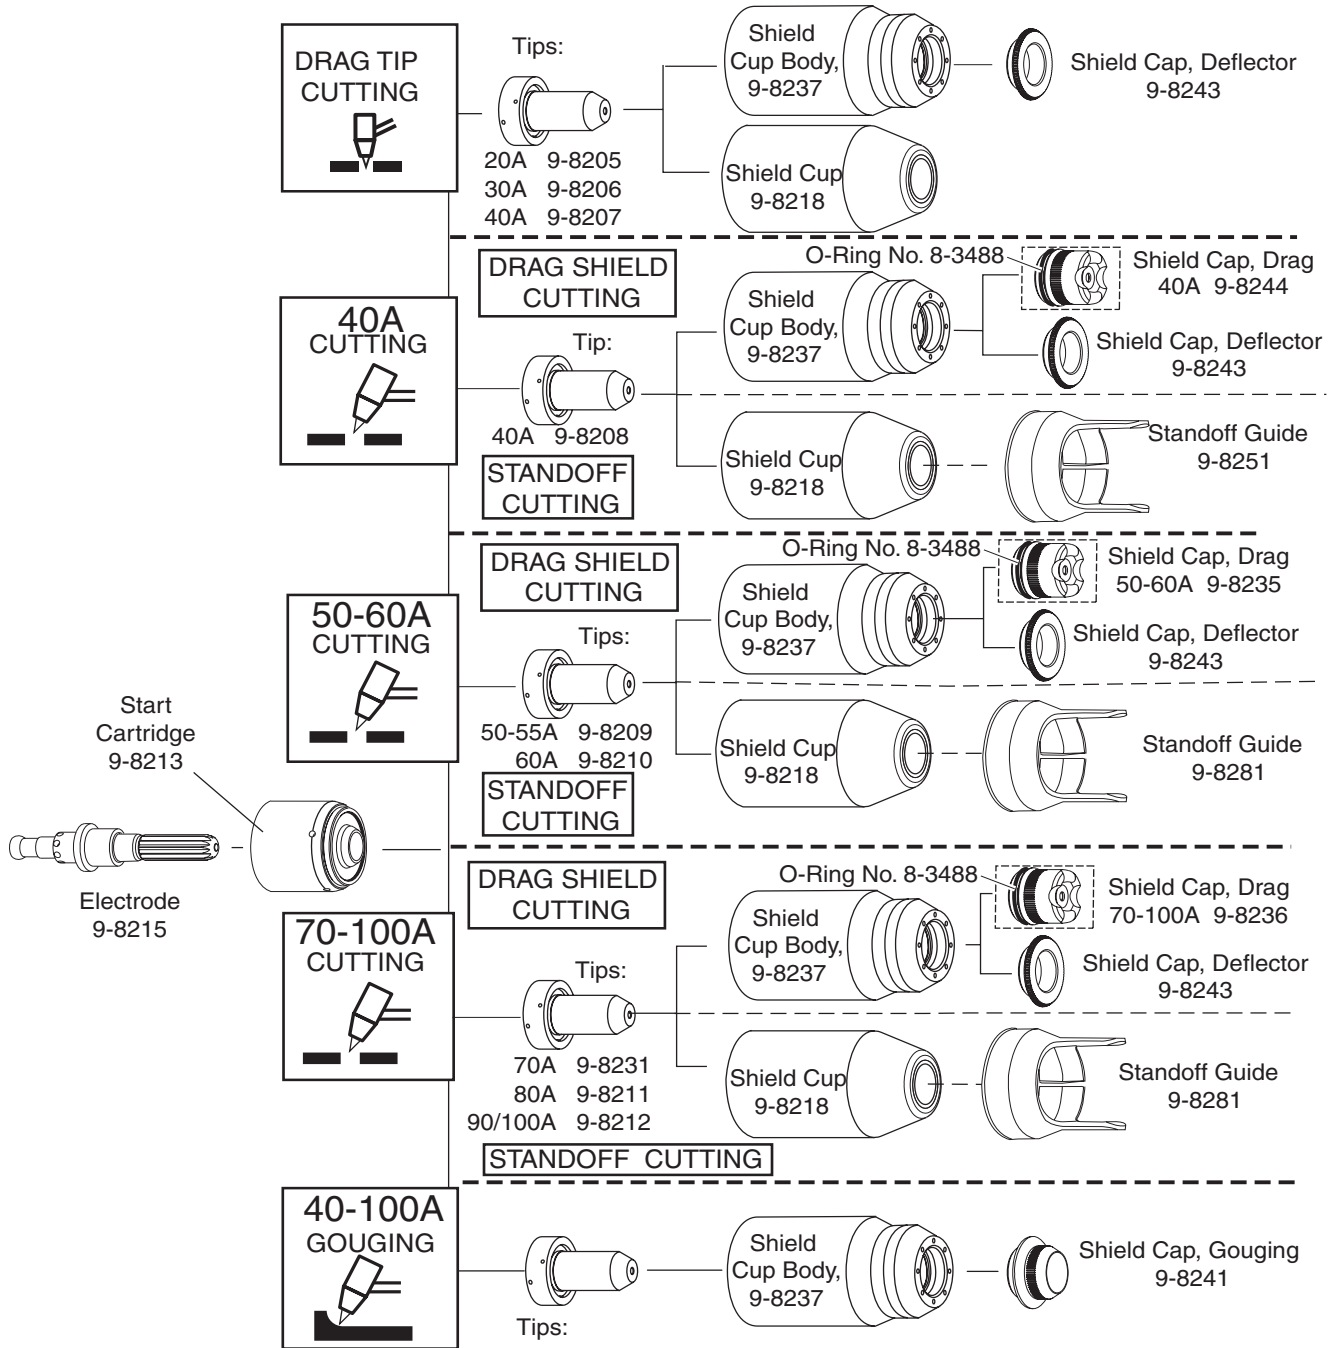 DRAG TIP
CUTTING
Tips:
20A 9-8205
30A 9-8206
40A 9-8207
Shield
Cup Body,
9-8237
Shield Cap, Deflector
9-8243
Shield Cup
9-8218
40A
CUTTING
DRAG SHIELD
CUTTING
Tip:
40A 9-8208
STANDOFF
CUTTING
Shield
Cup Body,
9-8237
O-Ring No. 8-3488
Shield Cap, Drag
40A 9-8244
Shield Cap, Deflector
9-8243
Shield Cup
9-8218
Standoff Guide
9-8251
50-60A
CUTTING
DRAG SHIELD
CUTTING
Tips:
50-55A 9-8209
60A 9-8210
STANDOFF
CUTTING
Shield
Cup Body,
9-8237
O-Ring No. 8-3488
Shield Cap, Drag
50-60A 9-8235
Shield Cap, Deflector
9-8243
Shield Cup
9-8218
Standoff Guide
9-8281
Start
Cartridge
9-8213
Electrode
9-8215
70-100A
CUTTING
DRAG SHIELD
CUTTING
Tips:
70A 9-8231
80A 9-8211
90/100A 9-8212
STANDOFF CUTTING
Shield
Cup Body,
9-8237
O-Ring No. 8-3488
Shield Cap, Drag
70-100A 9-8236
Shield Cap, Deflector
9-8243
Shield Cup
9-8218
Standoff Guide
9-8281
40-100A
GOUGING
Tips:
Shield
Cup Body,
9-8237
Shield Cap, Gouging
9-8241